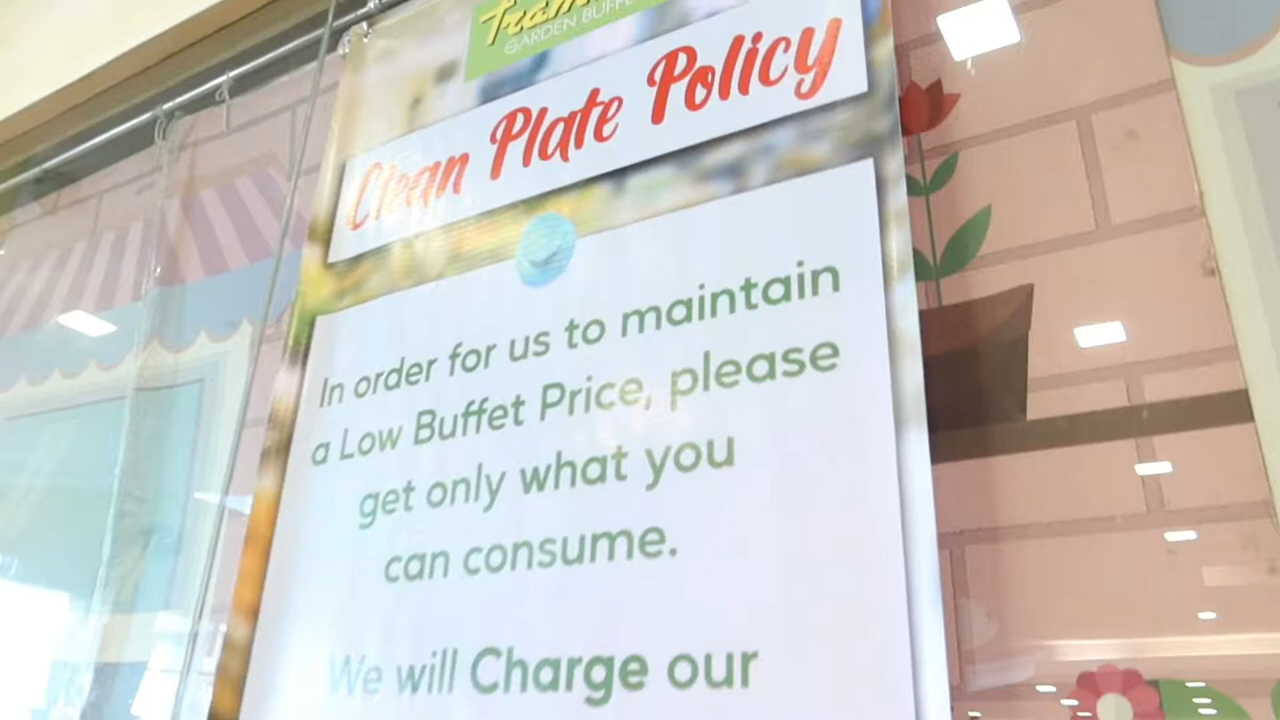 GARDEN BUFFE
Clean Plate Policy
In order for us to maintain
a Low Buffet Price, please
get only what you
can consume.
We will Charge our